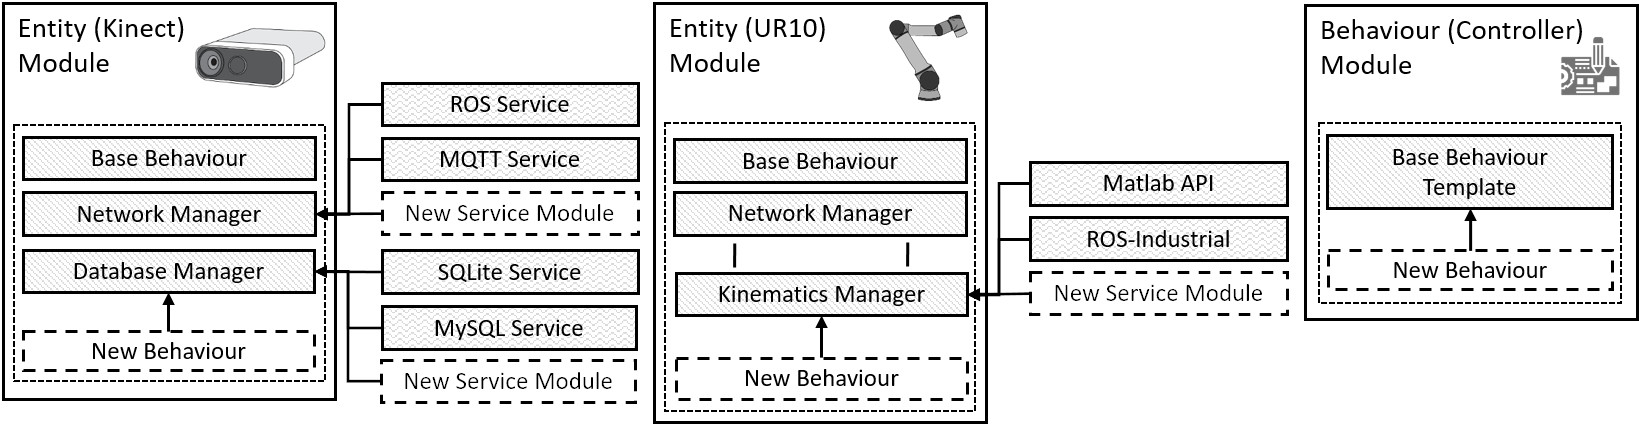 Entity (Kinect)
Module
Base Behaviour
Network Manager
Database Manager
New Behaviour
ROS Service
MQTT Service
New Service Module
SQLite Service
MySQL Service
New Service Module
Entity (UR10)
Module
Base Behaviour
Network Manager
Kinematics Manager
New Behaviour
Matlab API
ROS-Industrial
New Service Module
Behaviour (Controller)
Module
Base Behaviour
Template
New Behaviour